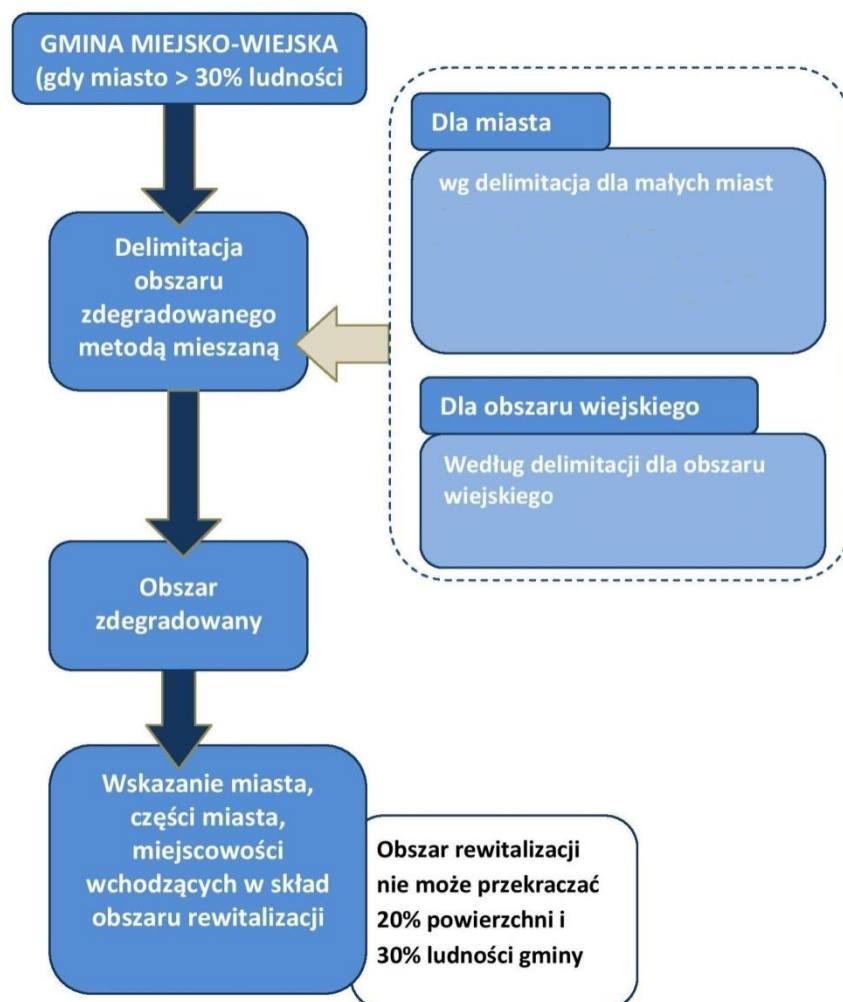 GMINA MIEJSKO-WIEJSKA
(gdy miasto > 30% ludności
Dla miasta
wg delimitacja dla małych miast
Delimitacja
obszaru
zdegradowanego
metodą mieszaną
Dla obszaru wiejskiego
Według delimitacji dla obszaru
wiejskiego
Obszar
zdegradowany
Wskazanie miasta,
części miasta,
miejscowości
wchodzących w skład
obszaru rewitalizacji
Obszar rewitalizacji
nie może przekraczać
20% powierzchni i
30% ludności gminy